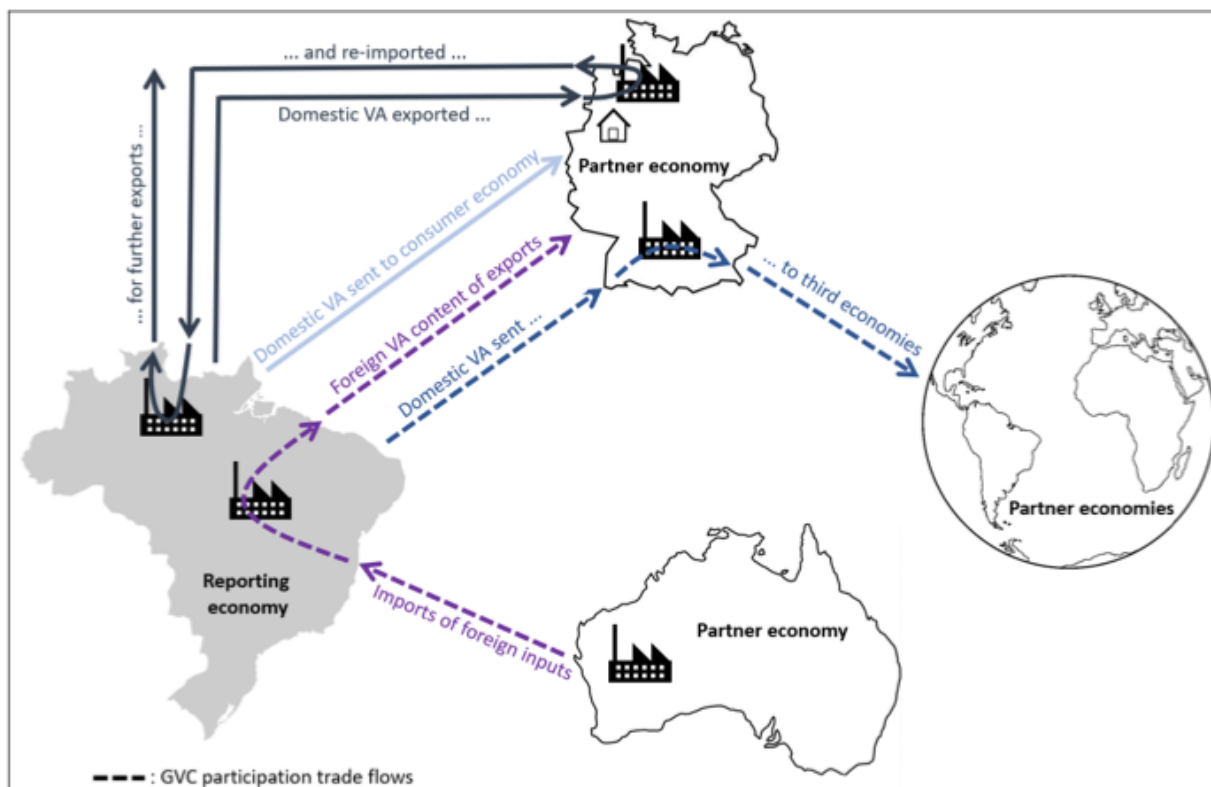 ... and re-imported ...
Domestic VA exported ...
... for further exports ...
Partner economy
Domestic VA sent to consumer economy
Foreign VA content of exports
Domestic VA sent ...
... to third economies
Partner economies
Reporting
economy
Imports of foreign inputs
Partner economy
: GVC participation trade flows